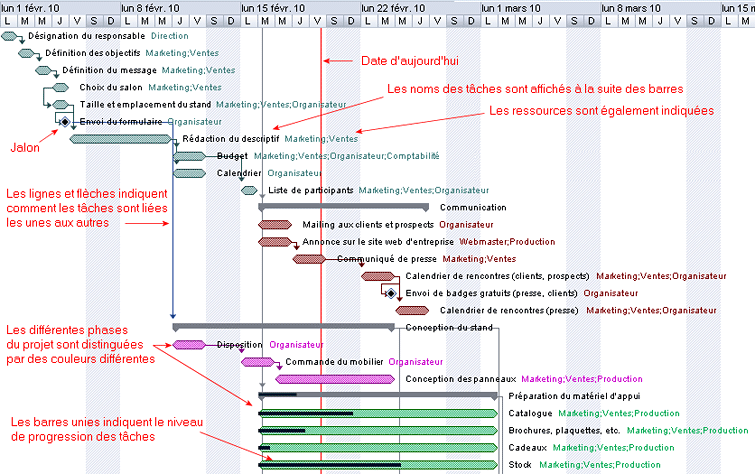 lun 1 févr. 10 lun 8 févr. 10 lun 15 févr. 10 lun 22 févr. 10 lun 1 mars 10 lun 8 mars 10 lun 15 m
L M M J V S D L M M J V S D L M M J V S D L M M J V S D L M M J V S D L M M J V S D L M
Désignation du responsable Direction
Définition des objectifs Marketing;Ventes
Date d'aujourd'hui
Définition du message Marketing;Ventes
Choix du salon Marketing;Ventes
Les noms des tâches sont affichés à la suite des barres
Taille et emplacement du stand Marketing;Ventes;Organisateur
Les ressources sont également indiquées
Envoi du formulaire Organisateur
Jalon
Rédaction du descriptif Marketing;Ventes
Budget Marketing;Ventes;Organisateur;Comptabilité
Calendrier Organisateur
Liste de participants Marketing;Ventes;Organisateur
Les lignes et flèches indiquent
comment les tâches sont liées
les unes aux autres
Communication
Mailing aux clients et prospects Organisateur
Annonce sur le site web d'entreprise Webmaster;Production
Communiqué de presse Marketing;Ventes
Calendrier de rencontres (clients, prospects) Marketing;Ventes;Organisateur
Envoi de badges gratuits (presse, clients) Organisateur
Calendrier de rencontres (presse) Marketing;Ventes;Organisateur
Les différentes phases
du projet sont distinguées
par des couleurs différentes
Conception du stand
Disposition Organisateur
Commande du mobilier Organisateur
Conception des panneaux Marketing;Ventes;Production
Préparation du matériel d'appui
Catalogue Marketing;Ventes;Production
Les barres unies indiquent le niveau
de progression des tâches
Brochures, plaquettes, etc. Marketing;Ventes;Production
Cadeaux Marketing;Ventes;Production
Stock Marketing;Ventes;Production